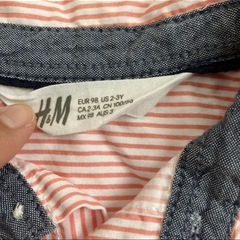 H&M
EUR 98, US 2-3Y
CA 2-3A CN 100/56
MX 98 AUS 3